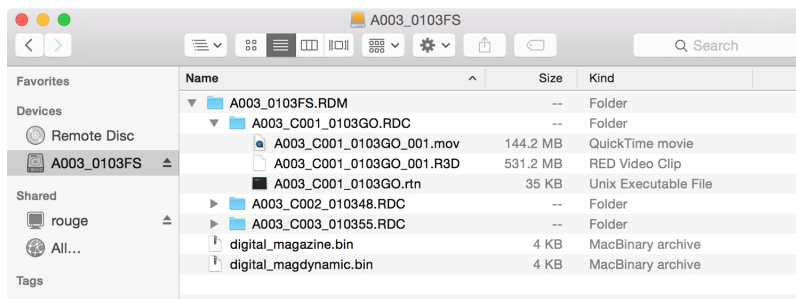 A003_0103FS
Search
Favorites
Devices
Remote Disc
A003_0103FS
Shared
rouge
All...
Tags
Name Size Kind
A003_0103FS.RDM -- Folder
A003_C001_0103GO.RDC -- Folder
A003_C001_0103GO_001.mov 144.2 MB QuickTime movie
A003_C001_0103GO_001.R3D 531.2 MB RED Video Clip
A003_C001_0103GO.rtn 35 KB Unix Executable File
A003_C002_010348.RDC -- Folder
A003_C003_010355.RDC -- Folder
digital_magazine.bin 4 KB MacBinary archive
digital_magdynamic.bin 4 KB MacBinary archive